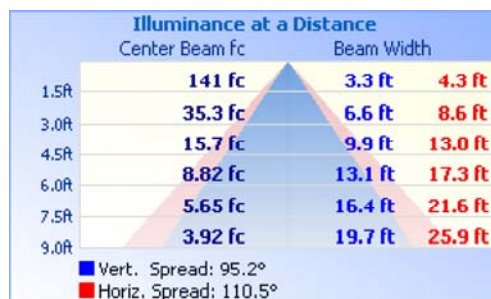 Illuminance at a Distance
Center Beam fc Beam Width
1.5ft 141 fc 3.3 ft 4.3 ft
3.0ft 35.3 fc 6.6 ft 8.6 ft
4.5ft 15.7 fc 9.9 ft 13.0 ft
6.0ft 8.82 fc 13.1 ft 17.3 ft
7.5ft 5.65 fc 16.4 ft 21.6 ft
9.0ft 3.92 fc 19.7 ft 25.9 ft
Vert. Spread: 95.2°
Horiz. Spread: 110.5°